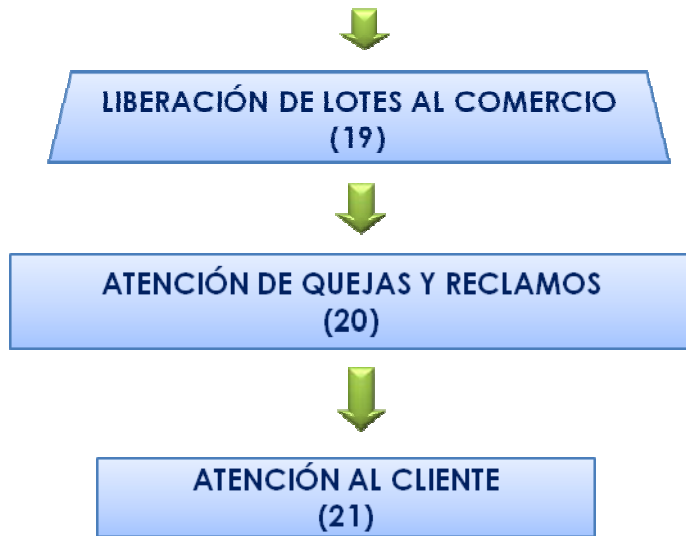 LIBERACIÓN DE LOTES AL COMERCIO
(19)
ATENCIÓN DE QUEJAS Y RECLAMOS
(20)
ATENCIÓN AL CLIENTE
(21)